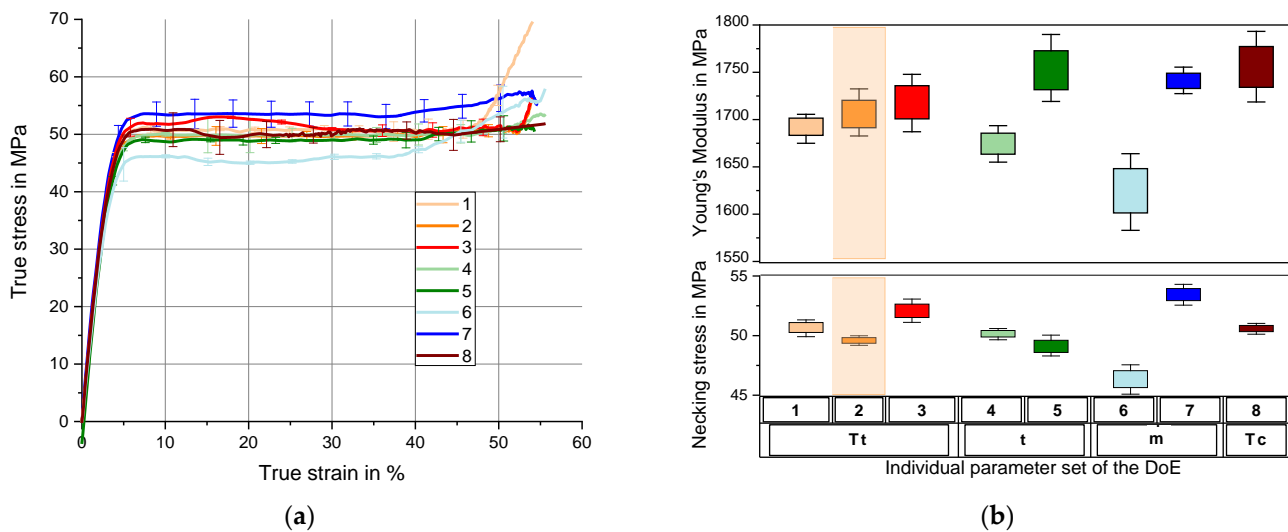 70
60
50
40
30
20
10
0
True stress in MPa
1
2
3
4
5
6
7
8
0 10 20 30 40 50 60
True strain in %
(a)
1800
1750
1700
1650
1600
1550
Young's Modulus in MPa
55
50
45
Necking stress in MPa
1 2 3 4 5 6 7 8
Tt t m Tc
Individual parameter set of the DoE
(b)